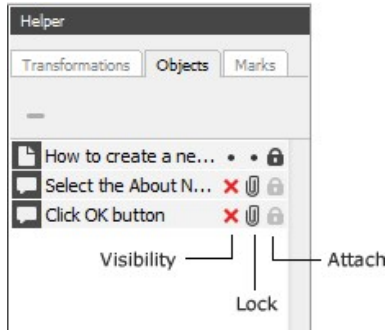 Helper
Transformations Objects Marks
How to create a ne...
Select the About N...
Click OK button
Visibility
Attach
Lock